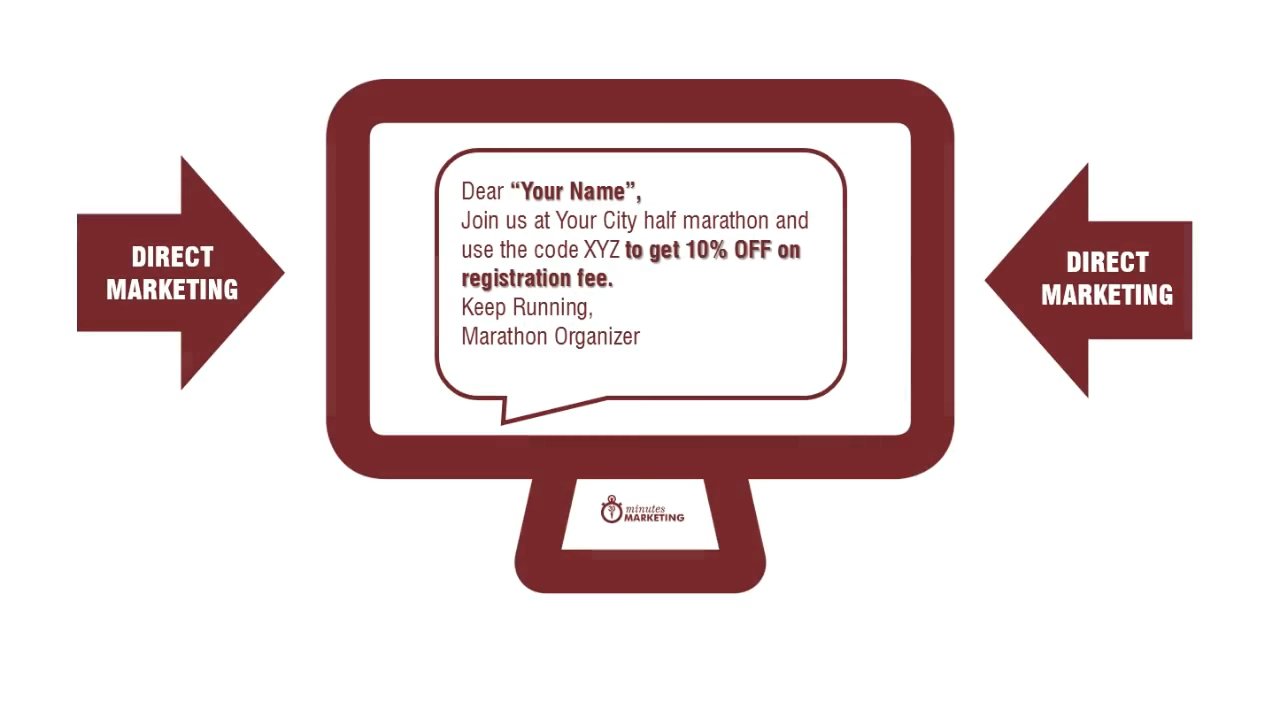 Dear “Your Name”,
Join us at Your City half marathon and
use the code XYZ to get 10% OFF on
registration fee.
Keep Running,
Marathon Organizer
DIRECT
MARKETING
DIRECT
MARKETING
minutes
MARKETING